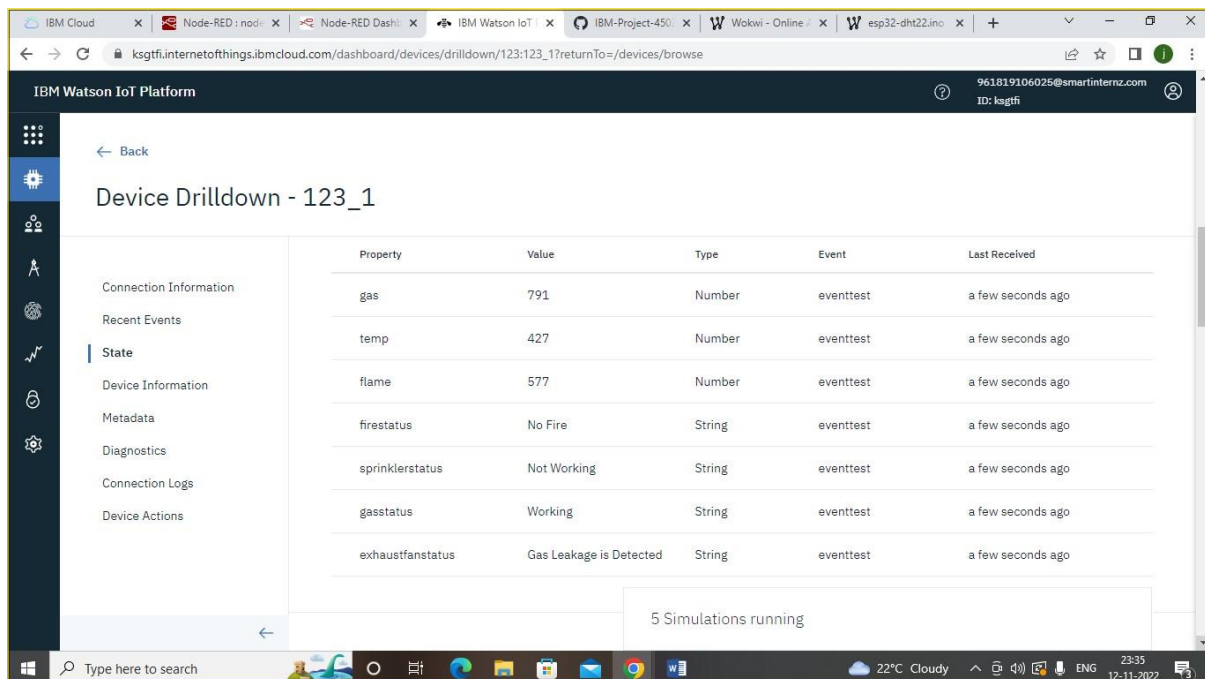 IBM Cloud
Node-RED : node
Node-RED Dashb
IBM Watson IoT
IBM-Project-450
Wokwi - Online
esp32-dht22.ino
ksgtfi.internetofthings.ibmcloud.com/dashboard/devices/drilldown/123:123_1?returnTo=/devices/browse
j
IBM Watson IoT Platform
961819106025@smartinternz.com
ID: ksgtfi
Back
Device Drilldown - 123_1
Property Value Type Event Last Received
Connection Information
gas 791 Number eventtest a few seconds ago
Recent Events
temp 427 Number eventtest a few seconds ago
State
flame 577 Number eventtest a few seconds ago
Device Information
Metadata
firestatus No Fire String eventtest a few seconds ago
Diagnostics
sprinklerstatus Not Working String eventtest a few seconds ago
Connection Logs
gasstatus Working String eventtest a few seconds ago
Device Actions
exhaustfanstatus Gas Leakage is Detected String eventtest a few seconds ago
5 Simulations running
Type here to search
22°C Cloudy
ENG
23:35
12-11-2022
3